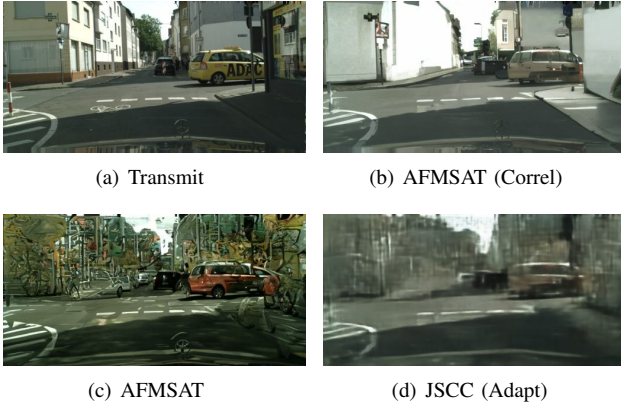 ADAC
(a) Transmit
(b) AFMSAT (Correl)
(c) AFMSAT
(d) JSCC (Adapt)